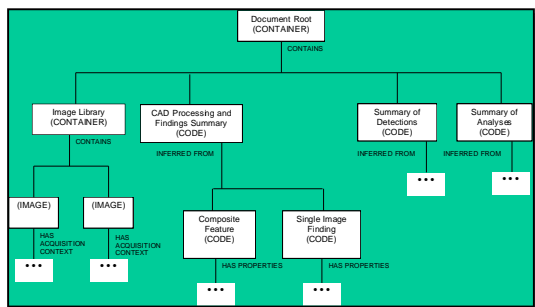 Document Root
(CONTAINER)
CONTAINS
Image Library
(CONTAINER)
CAD Processing and
Findings Summary
(CODE)
Summary of
Detections
(CODE)
Summary of
Analyses
(CODE)
CONTAINS
INFERRED FROM
INFERRED FROM
INFERRED FROM
•••
•••
(IMAGE)
(IMAGE)
Composite
Feature
(CODE)
Single Image
Finding
(CODE)
HAS
ACQUISITION
CONTEXT
HAS
ACQUISITION
CONTEXT
HAS PROPERTIES
HAS PROPERTIES
•••
•••
•••
•••